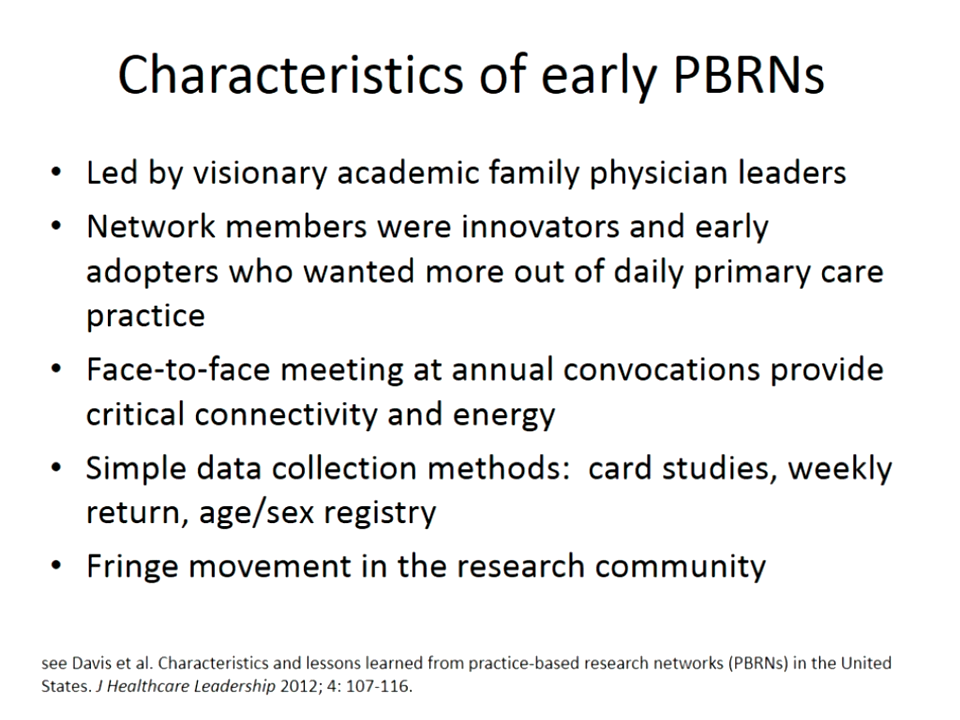 Characteristics of early PBRNs
• Led by visionary academic family physician leaders
• Network members were innovators and early
adopters who wanted more out of daily primary care
practice
• Face-to-face meeting at annual convocations provide
critical connectivity and energy
• Simple data collection methods:  card studies, weekly
return, age/sex registry
• Fringe movement in the research community
see Davis et al. Characteristics and lessons learned from practice-based research networks (PBRNs) in the United
States. J Healthcare Leadership 2012; 4: 107-116.